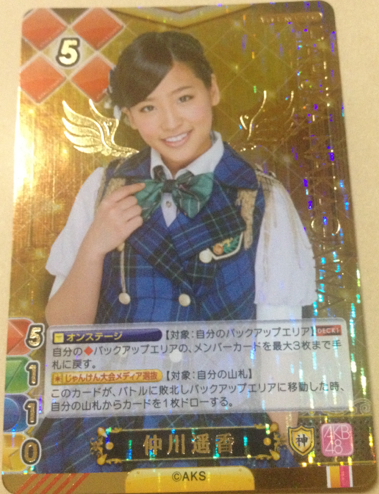 5
5
1
1
0
オンステージ 【対象:自分のバックアップエリア】 DECK1
自分の◆バックアップエリアの、メンバーカードを最大3枚まで手
札に戻す。
じゃんけん大会メディア選抜 【対象:自分の山札】
このカードが、バトルに敗北しバックアップエリアに移動した時、
自分の山札からカードを1枚ドローする。
仲川遥香
神
AKB
48
©AKS